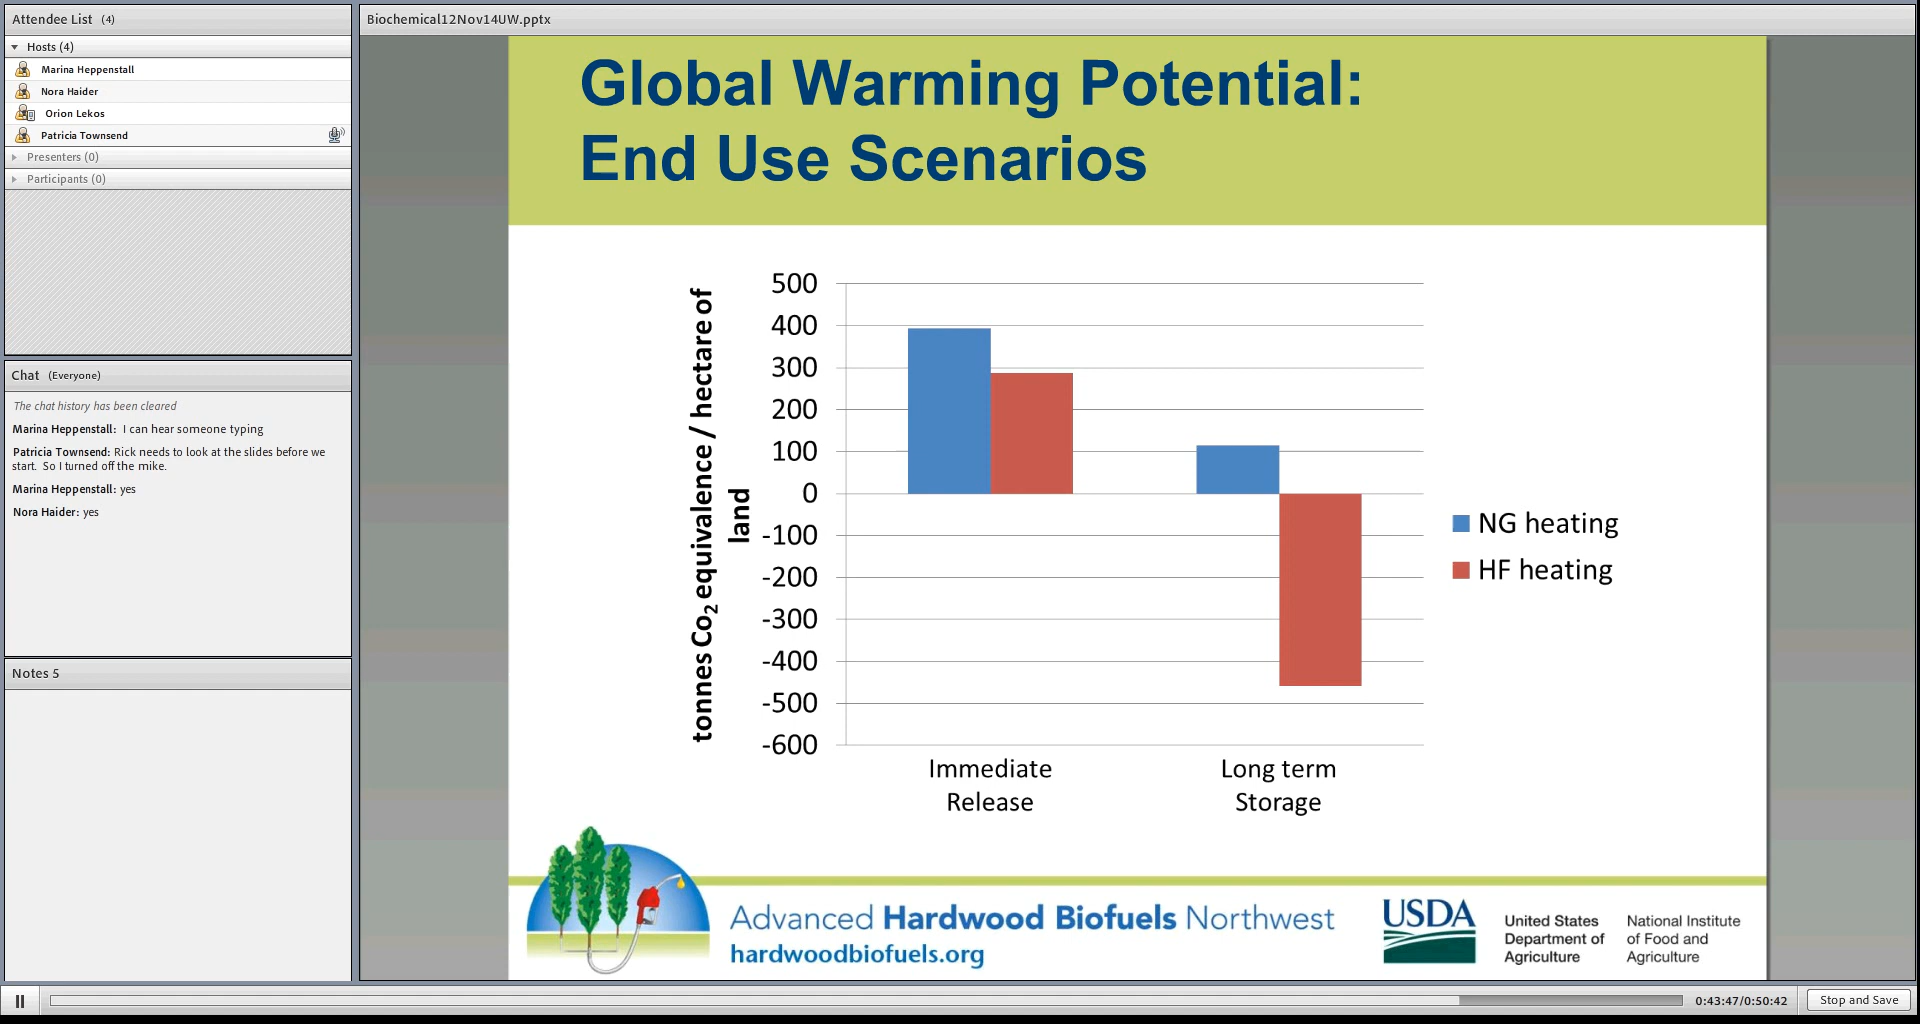 Attendee List (4)
Hosts (4)
Marina Heppenstall
Nora Haider
Orion Lekos
Patricia Townsend
Presenters (0)
Participants (0)
Chat (Everyone)
The chat history has been cleared
Marina Heppenstall: I can hear someone typing
Patricia Townsend: Rick needs to look at the slides before we
start. So I turned off the mike.
Marina Heppenstall: yes
Nora Haider: yes
Notes 5
Biochemical12Nov14UW.pptx
Global Warming Potential:
End Use Scenarios
tonnes Co₂ equivalence / hectare of
land
500
400
300
200
100
0
-100
-200
-300
-400
-500
-600
Immediate
Release
Long term
Storage
NG heating
HF heating
Advanced Hardwood Biofuels Northwest
hardwoodbiofuels.org
USDA
United States
Department of
Agriculture
National Institute
of Food and
Agriculture
0:43:47/0:50:42
Stop and Save